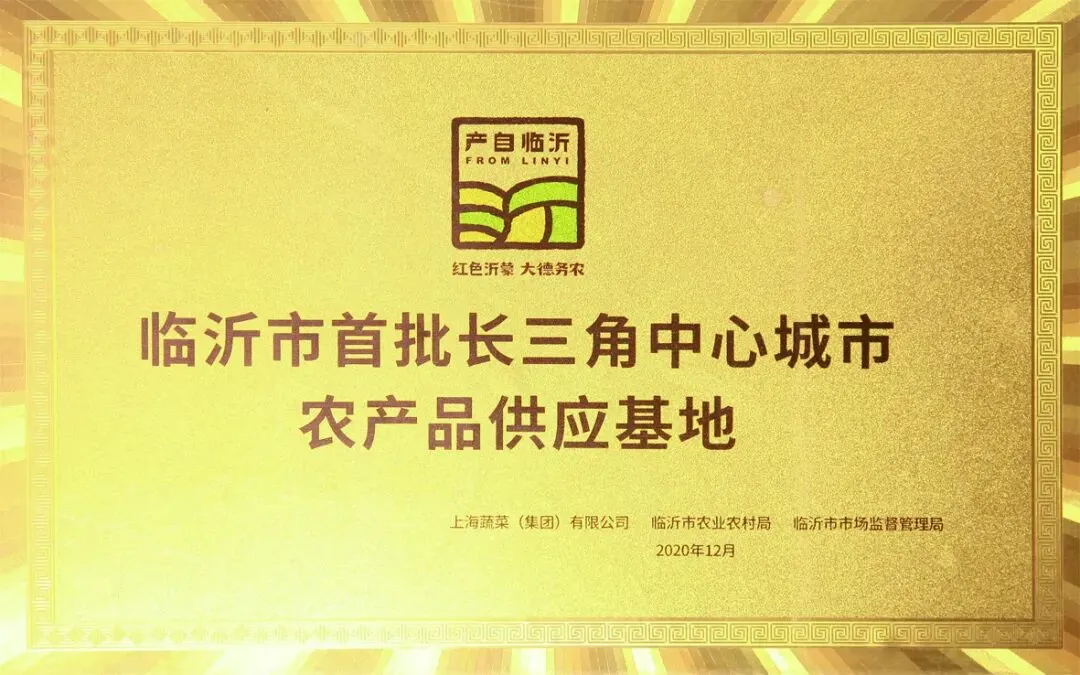 产自临沂
FROM LINYI
红色沂蒙 大德务农
临沂市首批长三角中心城市
农产品供应基地
上海蔬菜（集团）有限公司 临沂市农业农村局 临沂市市场监督管理局
2020年12月